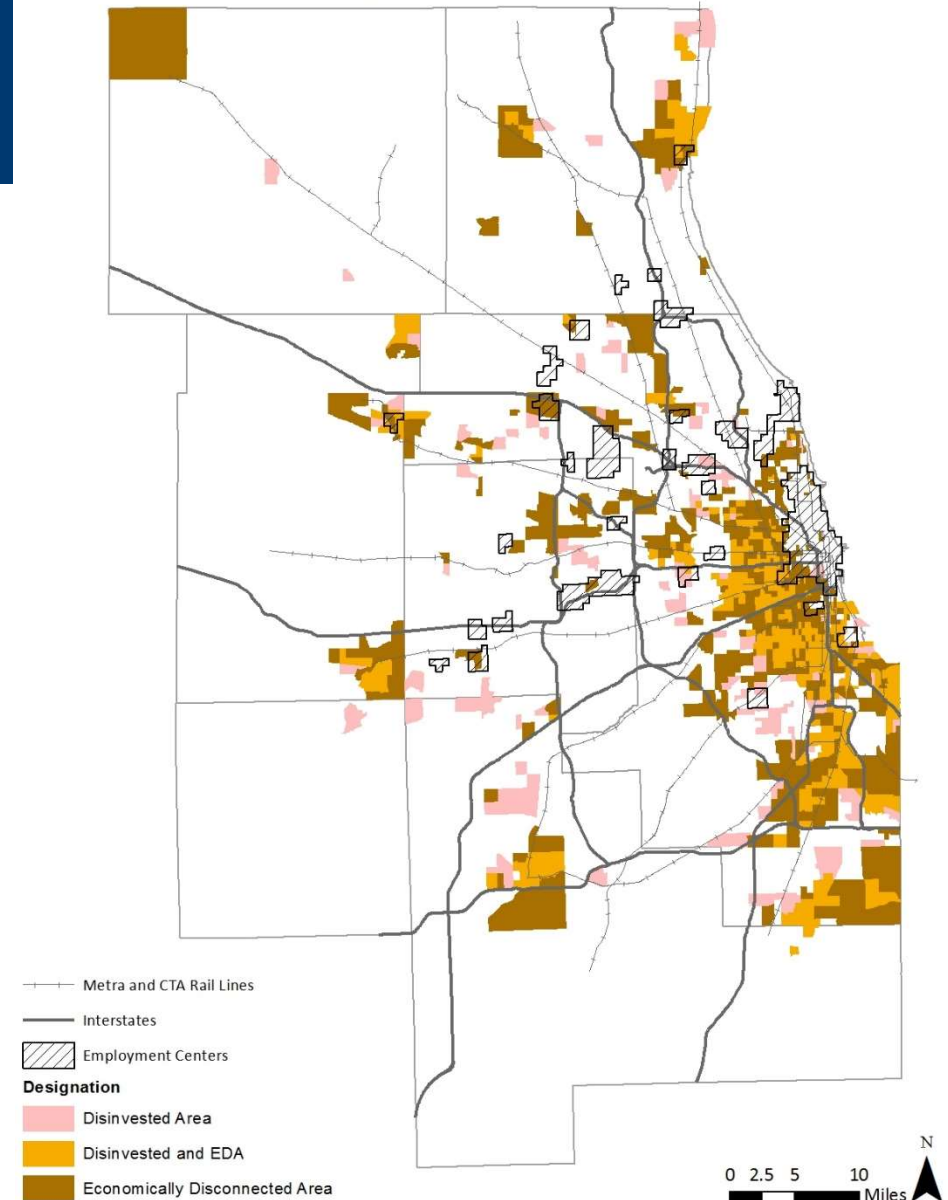 Metra and CTA Rail Lines
Interstates
Employment Centers
Designation
Disinvested Area
Disinvested and EDA
Economically Disconnected Area
N
0 2.5 5 10
Miles